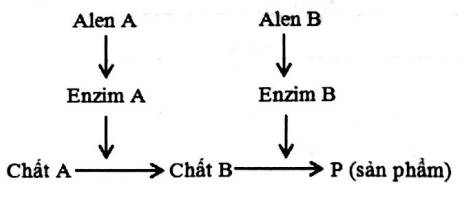 Alen A Alen B
Enzim A Enzim B
Chất A Chất B P (sản phẩm)